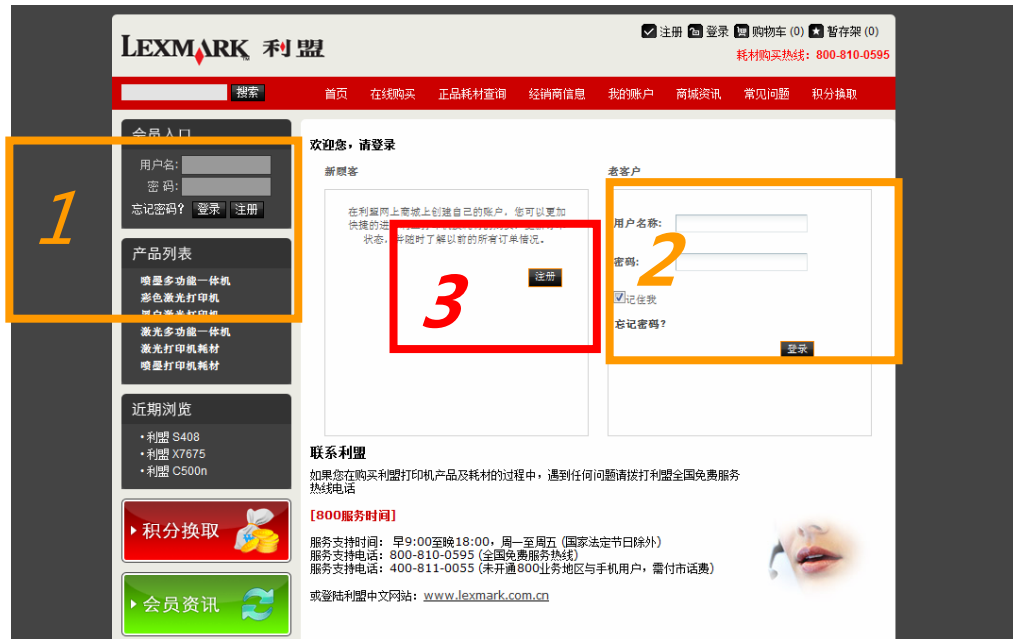 LEXMARK 利盟
注册 登录 购物车 (0) 暂存架 (0)
耗材购买热线：800-810-0595
搜索
首页 在线购买 正品耗材查询 经销商信息 我的账户 商城资讯 常见问题 积分换取
会员入口
用户名:
密 码:
忘记密码? 登录 注册
1
产品列表
喷墨多功能一体机
彩色激光打印机
黑白激光打印机
激光多功能一体机
激光打印机耗材
喷墨打印机耗材
近期浏览
・利盟 S408
・利盟 X7675
・利盟 C500n
积分换取
会员资讯
欢迎您，请登录
新顾客
在利盟网上商城上创建自己的账户，您可以更加
快捷的进
状态，并随时了解以前的所有订单情况。
注册
3
老客户
用户名称:
密码:
记住我
忘记密码?
登录
2
联系利盟
如果您在购买利盟打印机产品及耗材的过程中，遇到任何问题请拨打利盟全国免费服务
热线电话
[800服务时间]
服务支持时间： 早9:00至晚18:00，周一至周五 (国家法定节日除外)
服务支持电话：800-810-0595 (全国免费服务热线)
服务支持电话：400-811-0055 (未开通800业务地区与手机用户，需付市话费)
或登陆利盟中文网站：www.lexmark.com.cn